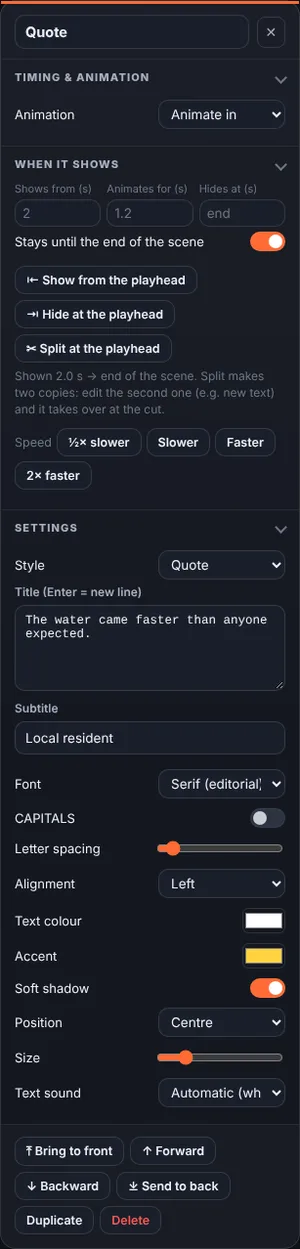 Quote
✕
TIMING & ANIMATION
Animation Animate in
WHEN IT SHOWS
Shows from (s) Animates for (s) Hides at (s)
2 1.2 end
Stays until the end of the scene
⇤ Show from the playhead
⇥ Hide at the playhead
✂ Split at the playhead
Shown 2.0 s → end of the scene. Split makes
two copies: edit the second one (e.g. new text)
and it takes over at the cut.
Speed ½× slower Slower Faster
2× faster
SETTINGS
Style Quote
Title (Enter = new line)
The water came faster than anyone
expected.
Subtitle
Local resident
Font Serif (editorial)
CAPITALS
Letter spacing
Alignment Left
Text colour
Accent
Soft shadow
Position Centre
Size
Text sound Automatic (wh
⤒ Bring to front ↑ Forward
↓ Backward ⤓ Send to back
Duplicate Delete